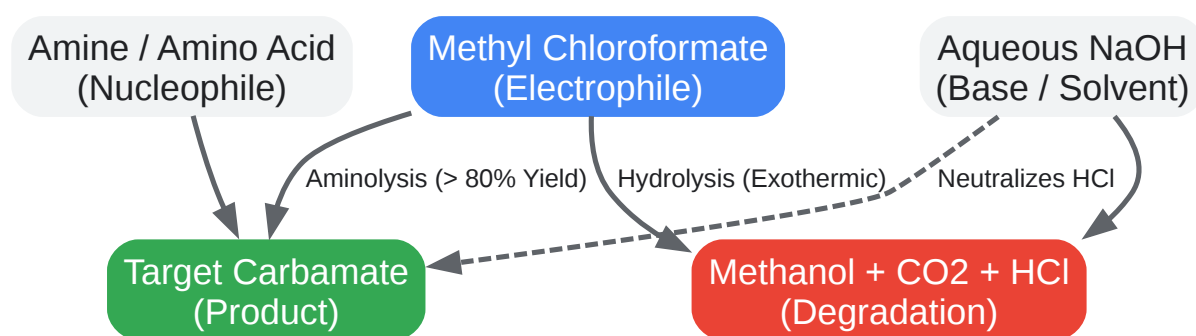 Amine / Amino Acid
(Nucleophile)
Methyl Chloroformate
(Electrophile)
Aqueous NaOH
(Base / Solvent)
Aminolysis (> 80% Yield)
Hydrolysis (Exothermic)
Neutralizes HCl
Target Carbamate
(Product)
Methanol + CO2 + HCl
(Degradation)